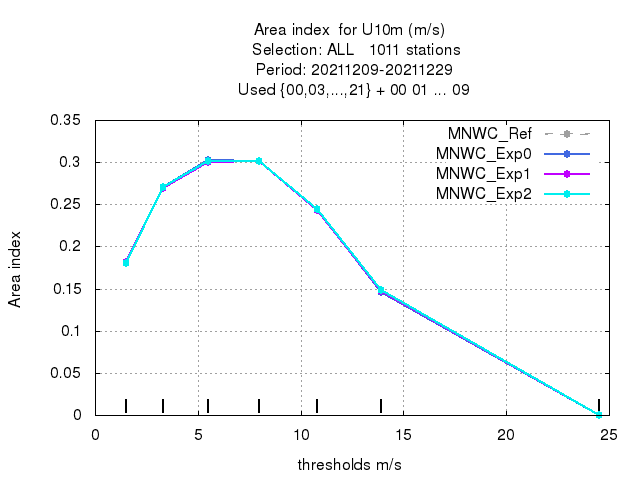 Area index  for U10m (m/s)
Selection: ALL   1011 stations
Period: 20211209-20211229
Used {00,03,...,21} + 00 01 ... 09
MNWC_Ref
MNWC_Exp0
MNWC_Exp1
MNWC_Exp2
Area index
0.35
0.3
0.25
0.2
0.15
0.1
0.05
0
0 5 10 15 20 25
thresholds m/s